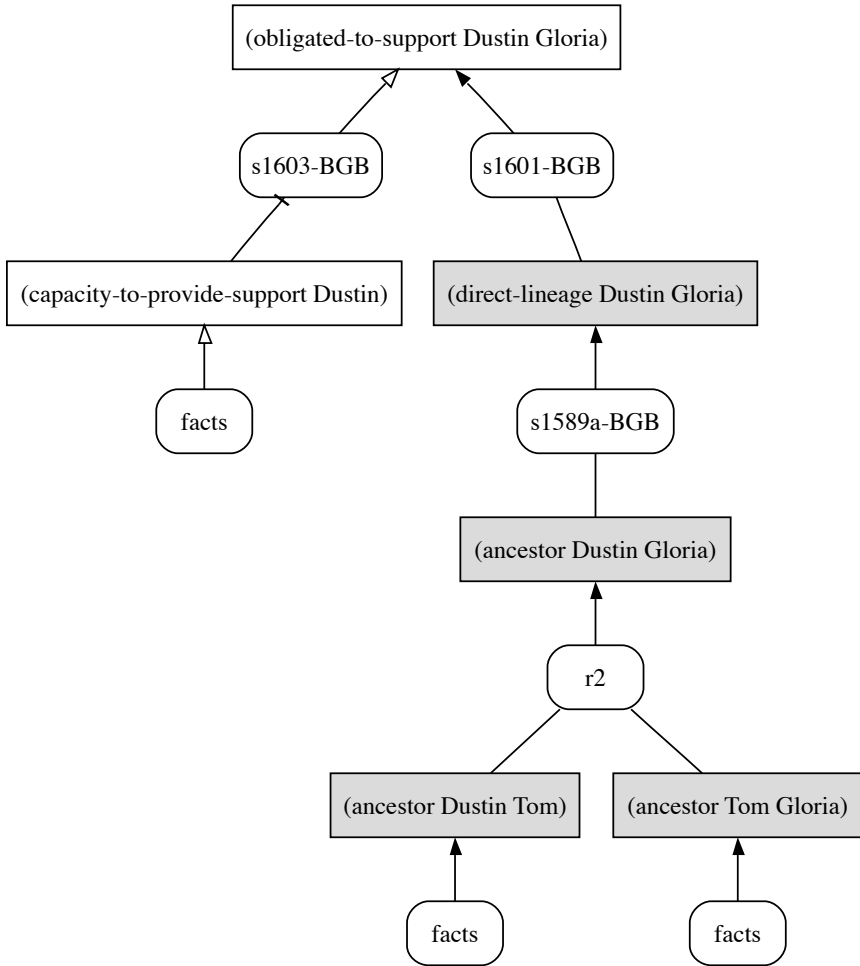 (obligated-to-support Dustin Gloria)
s1603-BGB
s1601-BGB
(capacity-to-provide-support Dustin)
(direct-lineage Dustin Gloria)
facts
s1589a-BGB
(ancestor Dustin Gloria)
r2
(ancestor Dustin Tom)
(ancestor Tom Gloria)
facts
facts